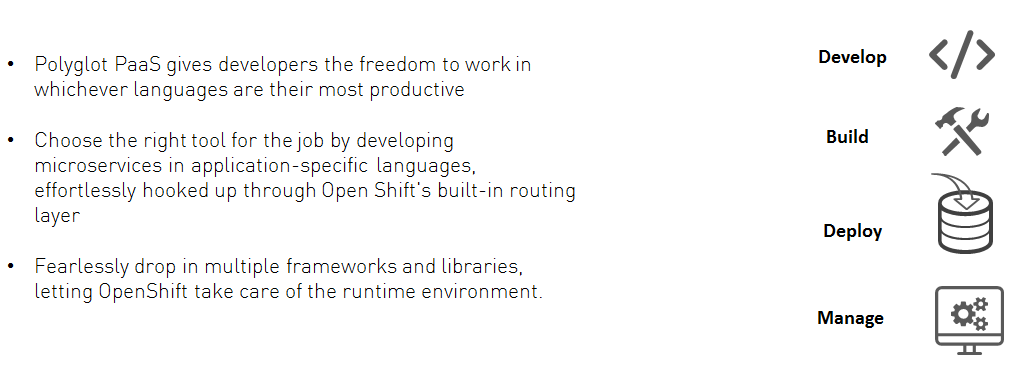 • Polyglot PaaS gives developers the freedom to work in
whichever languages are their most productive
• Choose the right tool for the job by developing
microservices in application-specific languages,
effortlessly hooked up through Open Shift's built-in routing
layer
• Fearlessly drop in multiple frameworks and libraries,
letting OpenShift take care of the runtime environment.
Develop
Build
Deploy
Manage